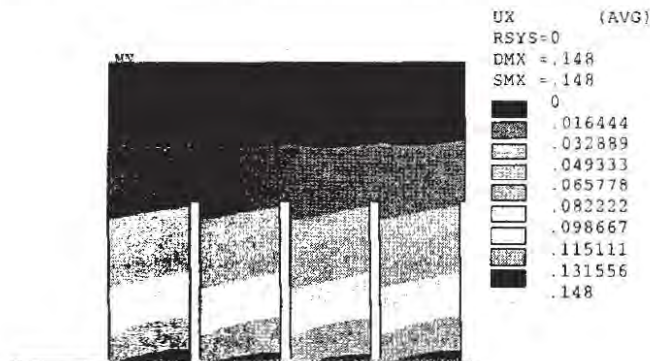 UX (AVG)
RSYS=0
DMX =.148
SMX =.148
MX
0
.016444
.032889
.049333
.065778
.082222
.098667
.115111
.131556
.148